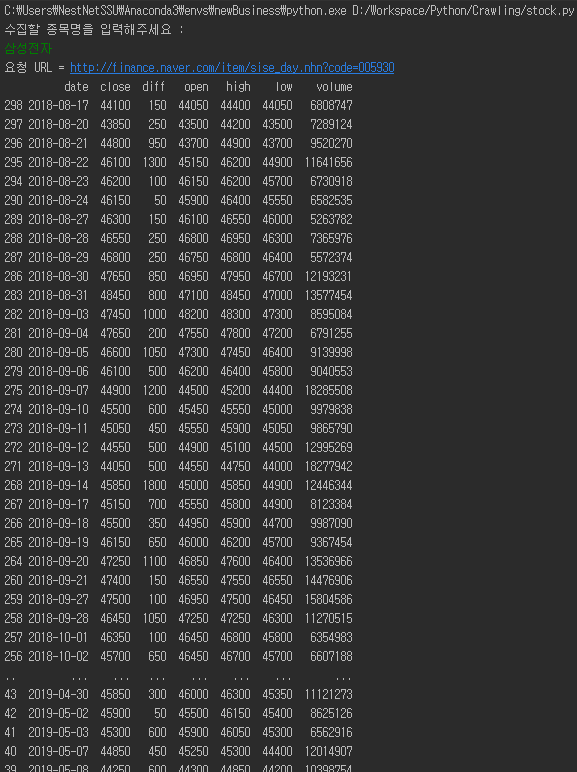 C:\Users\NestNetSSU\Anaconda3\envs\newBusiness\python.exe D:/Workspace/Python/Crawling/stock.py
수집할 종목명을 입력해주세요 :
삼성전자
요청 URL = http://finance.naver.com/item/sise_day.nhn?code=005930
date close diff open high low volume
298 2018-08-17 44100 150 44050 44400 44050 6808747
297 2018-08-20 43850 250 43500 44200 43500 7289124
296 2018-08-21 44800 950 43700 44900 43700 9520270
295 2018-08-22 46100 1300 45150 46200 44900 11641656
294 2018-08-23 46200 100 46150 46200 45700 6730918
290 2018-08-24 46150 50 45900 46400 45550 6582535
289 2018-08-27 46300 150 46100 46550 46000 5263782
288 2018-08-28 46550 250 46800 46950 46300 7365976
287 2018-08-29 46800 250 46750 46800 46400 5572374
286 2018-08-30 47650 850 46950 47950 46700 12193231
283 2018-08-31 48450 800 47100 48450 47000 13577454
282 2018-09-03 47450 1000 48200 48300 47300 8595084
281 2018-09-04 47650 200 47550 47800 47200 6791255
280 2018-09-05 46600 1050 47300 47450 46400 9139998
279 2018-09-06 46100 500 46200 46400 45800 9040553
275 2018-09-07 44900 1200 44500 45200 44400 18285508
274 2018-09-10 45500 600 45450 45550 45000 9979838
273 2018-09-11 45050 450 45550 45550 45050 9865790
272 2018-09-12 44550 500 44900 45100 44500 12995269
271 2018-09-13 44050 500 44550 44750 44000 18277942
268 2018-09-14 45850 1800 45000 45850 44900 12446344
267 2018-09-17 45150 700 45550 45800 44900 8123384
266 2018-09-18 45500 350 44950 45900 44700 9987090
265 2018-09-19 46150 650 46000 46200 45700 9367454
264 2018-09-20 47250 1100 46850 47600 46400 13536966
260 2018-09-21 47400 150 46550 47550 46550 14476906
259 2018-09-27 47500 100 46950 47500 46450 15804586
258 2018-09-28 46450 1050 47250 47250 46300 11270515
257 2018-10-01 46350 100 46450 46800 45800 6354983
256 2018-10-02 45700 650 46450 46700 45700 6607188
.. ... ... ... ... ... ... ...
43 2019-04-30 45850 300 46000 46300 45350 11121273
42 2019-05-02 45900 50 45500 46150 45400 8625126
41 2019-05-03 45300 600 45900 46050 45300 6562916
40 2019-05-07 44850 450 45250 45300 44400 12014907
39 2019-05-08 44250 600 44300 44850 44200 10398754